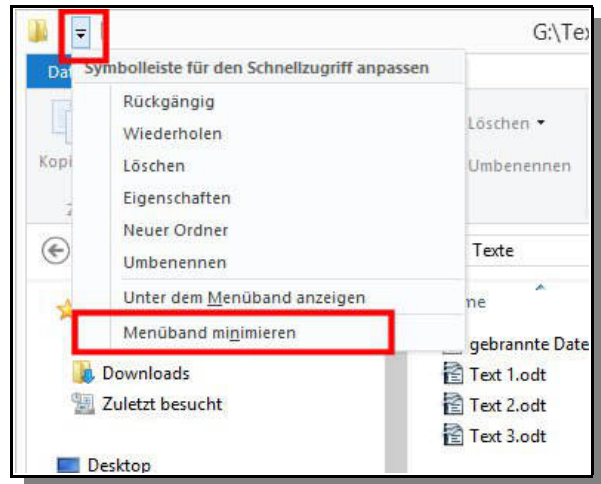 G:\Te
Da
Symbolleiste für den Schnellzugriff anpassen
Rückgängig
Wiederholen
Löschen
Eigenschaften
Neuer Ordner
Umbenennen
Unter dem Menüband anzeigen
Menüband minimieren
Löschen
Kopi
Umbenennen
Texte
me
gebrannte Date
Text 1.odt
Text 2.odt
Text 3.odt
Downloads
Zuletzt besucht
Desktop